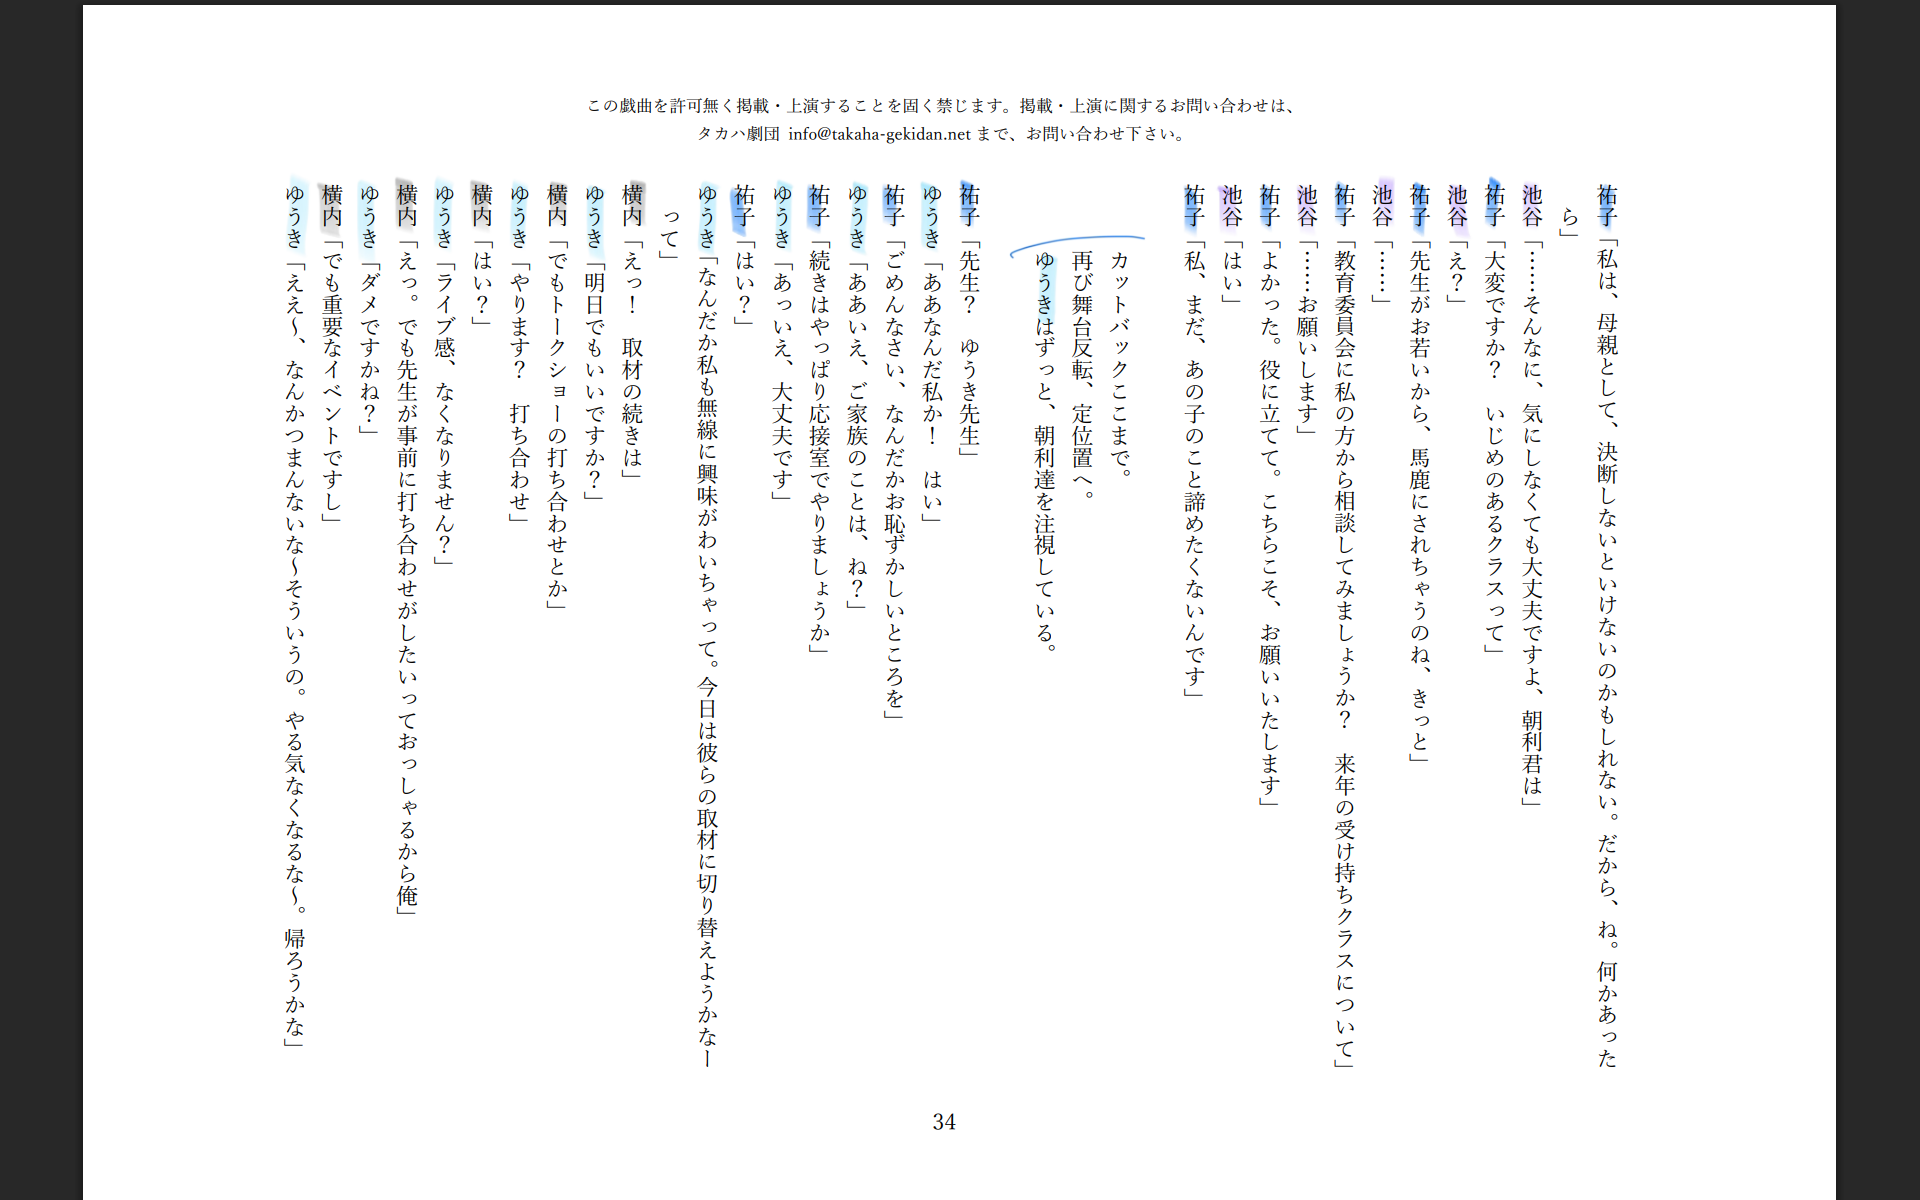 この戯曲を許可無く掲載・上演することを固く禁じます。掲載・上演に関するお問い合わせは、
タカハ劇団 info@takaha-gekidan.net まで、お問い合わせ下さい。
祐子「私は、母親として、決断しないといけないのかもしれない。だから、ね。何かあった
ら」
池谷「……そんなに、気にしなくても大丈夫ですよ、朝利君は」
祐子「大変ですか？　いじめのあるクラスって」
池谷「え？」
祐子「先生がお若いから、馬鹿にされちゃうのね、きっと」
池谷「……」
祐子「教育委員会に私の方から相談してみましょうか？　来年の受け持ちクラスについて」
池谷「……お願いします」
祐子「よかった。役に立てて。こちらこそ、お願いいたします」
池谷「はい」
祐子「私、まだ、あの子のこと諦めたくないんです」
カットバックここまで。
再び舞台反転、定位置へ。
ゆうきはずっと、朝利達を注視している。
祐子「先生？　ゆうき先生」
ゆうき「ああなんだ私か！　はい」
祐子「ごめんなさい、なんだかお恥ずかしいところを」
ゆうき「ああいえ、ご家族のことは、ね？」
祐子「続きはやっぱり応接室でやりましょうか」
ゆうき「あっいえ、大丈夫です」
祐子「はい？」
ゆうき「なんだか私も無線に興味がわいちゃって。今日は彼らの取材に切り替えようかなー
って」
横内「えっ！　取材の続きは」
ゆうき「明日でもいいですか？」
横内「でもトークショーの打ち合わせとか」
ゆうき「やります？　打ち合わせ」
横内「はい？」
ゆうき「ライブ感、なくなりません？」
横内「えっ。でも先生が事前に打ち合わせがしたいっておっしゃるから俺」
ゆうき「ダメですかね？」
横内「でも重要なイベントですし」
ゆうき「ええ〜、なんかつまんないな〜そういうの。やる気なくなるな〜。帰ろうかな」
34